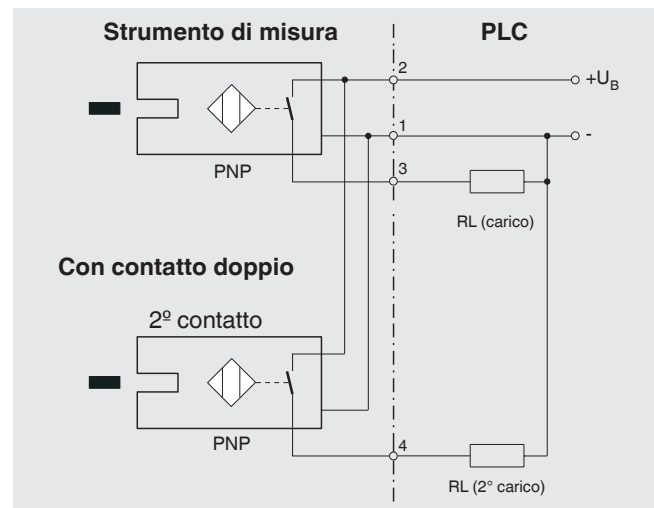 Strumento di misura
PLC
2
+UB
1
-
3
PNP
RL (carico)
Con contatto doppio
2º contatto
PNP
4
RL (2° carico)